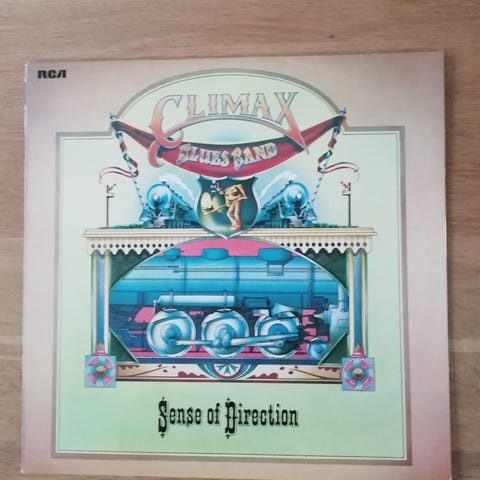 RCA
CLIMAX
BLUES BAND
Sense of Direction